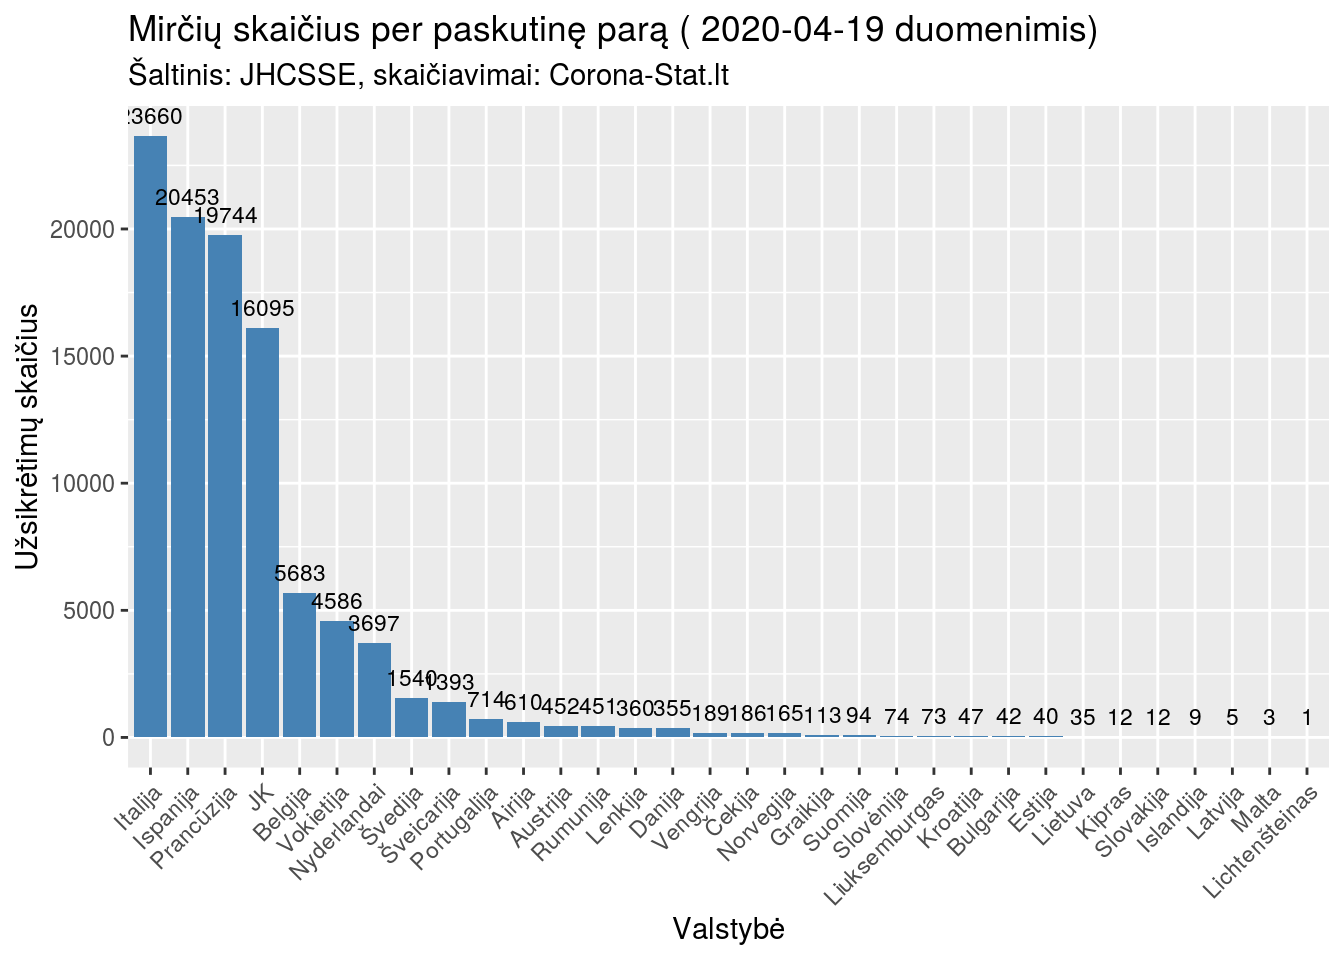 Mirčių skaičius per paskutinę parą ( 2020-04-19 duomenimis)
Šaltinis: JHCSSE, skaičiavimai: Corona-Stat.lt
Užsikrėtimų skaičius
20000
15000
10000
5000
0
23660
20453
19744
16095
5683
4586
3697
1540
1393
714
610
452
451
360
355
189
186
165
113
94
74
73
47
42
40
35
12
12
9
5
3
1
Italija
Ispanija
Prancūzija
JK
Belgija
Vokietija
Nyderlandai
Švedija
Šveicarija
Portugalija
Airija
Austrija
Rumunija
Lenkija
Danija
Vengrija
Čekija
Norvegija
Graikija
Suomija
Slovėnija
Liuksemburgas
Kroatija
Bulgarija
Estija
Lietuva
Kipras
Slovakija
Islandija
Latvija
Malta
Lichtenšteinas
Valstybė